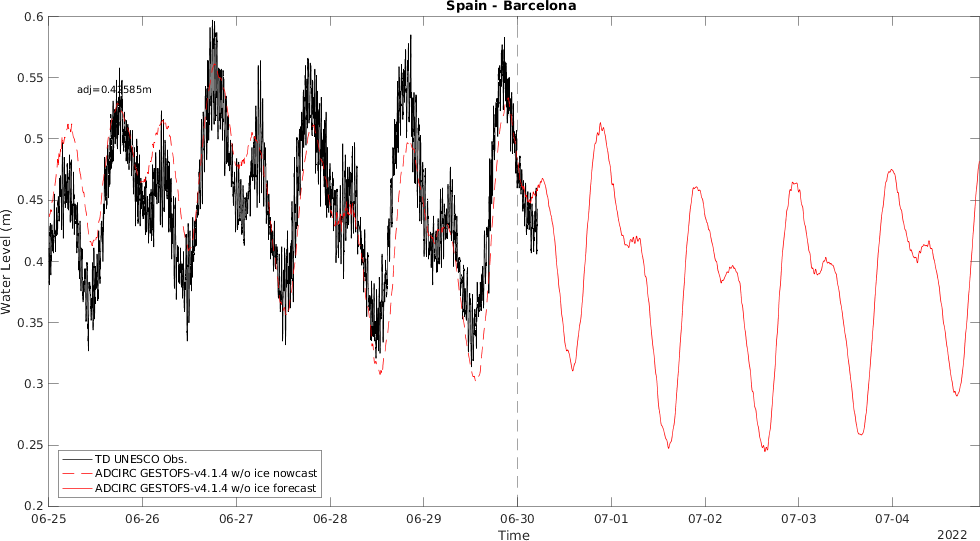 Spain - Barcelona
0.6
0.55
0.5
0.45
0.4
0.35
0.3
0.25
0.2
Water Level (m)
adj=0.42585m
TD UNESCO Obs.
ADCIRC GESTOFS-v4.1.4 w/o ice nowcast
ADCIRC GESTOFS-v4.1.4 w/o ice forecast
06-25 06-26 06-27 06-28 06-29 06-30 07-01 07-02 07-03 07-04
Time
2022